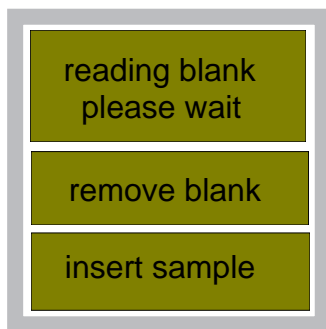 reading blank
please wait
remove blank
insert sample